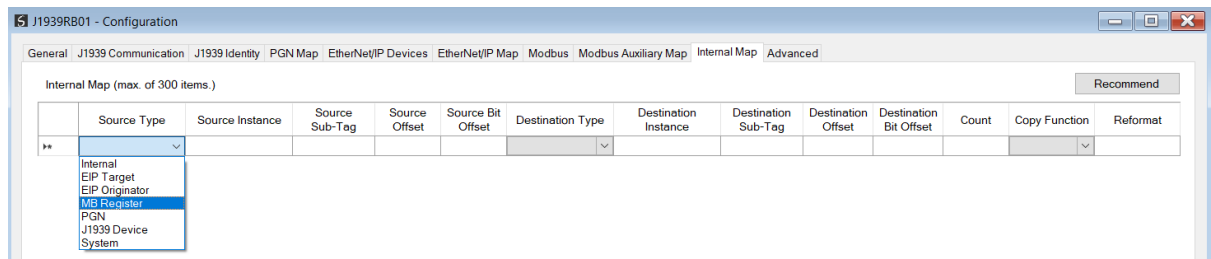 J1939RB01 - Configuration
General J1939 Communication J1939 Identity PGN Map EtherNet/IP Devices EtherNet/IP Map Modbus Modbus Auxiliary Map Internal Map Advanced
Internal Map (max. of 300 items.) Recommend
Source Type Source Instance Source Sub-Tag Source Offset Source Bit Offset Destination Type Destination Instance Destination Sub-Tag Destination Offset Destination Bit Offset Count Copy Function Reformat
Internal
EIP Target
EIP Originator
MB Register
PGN
J1939 Device
System